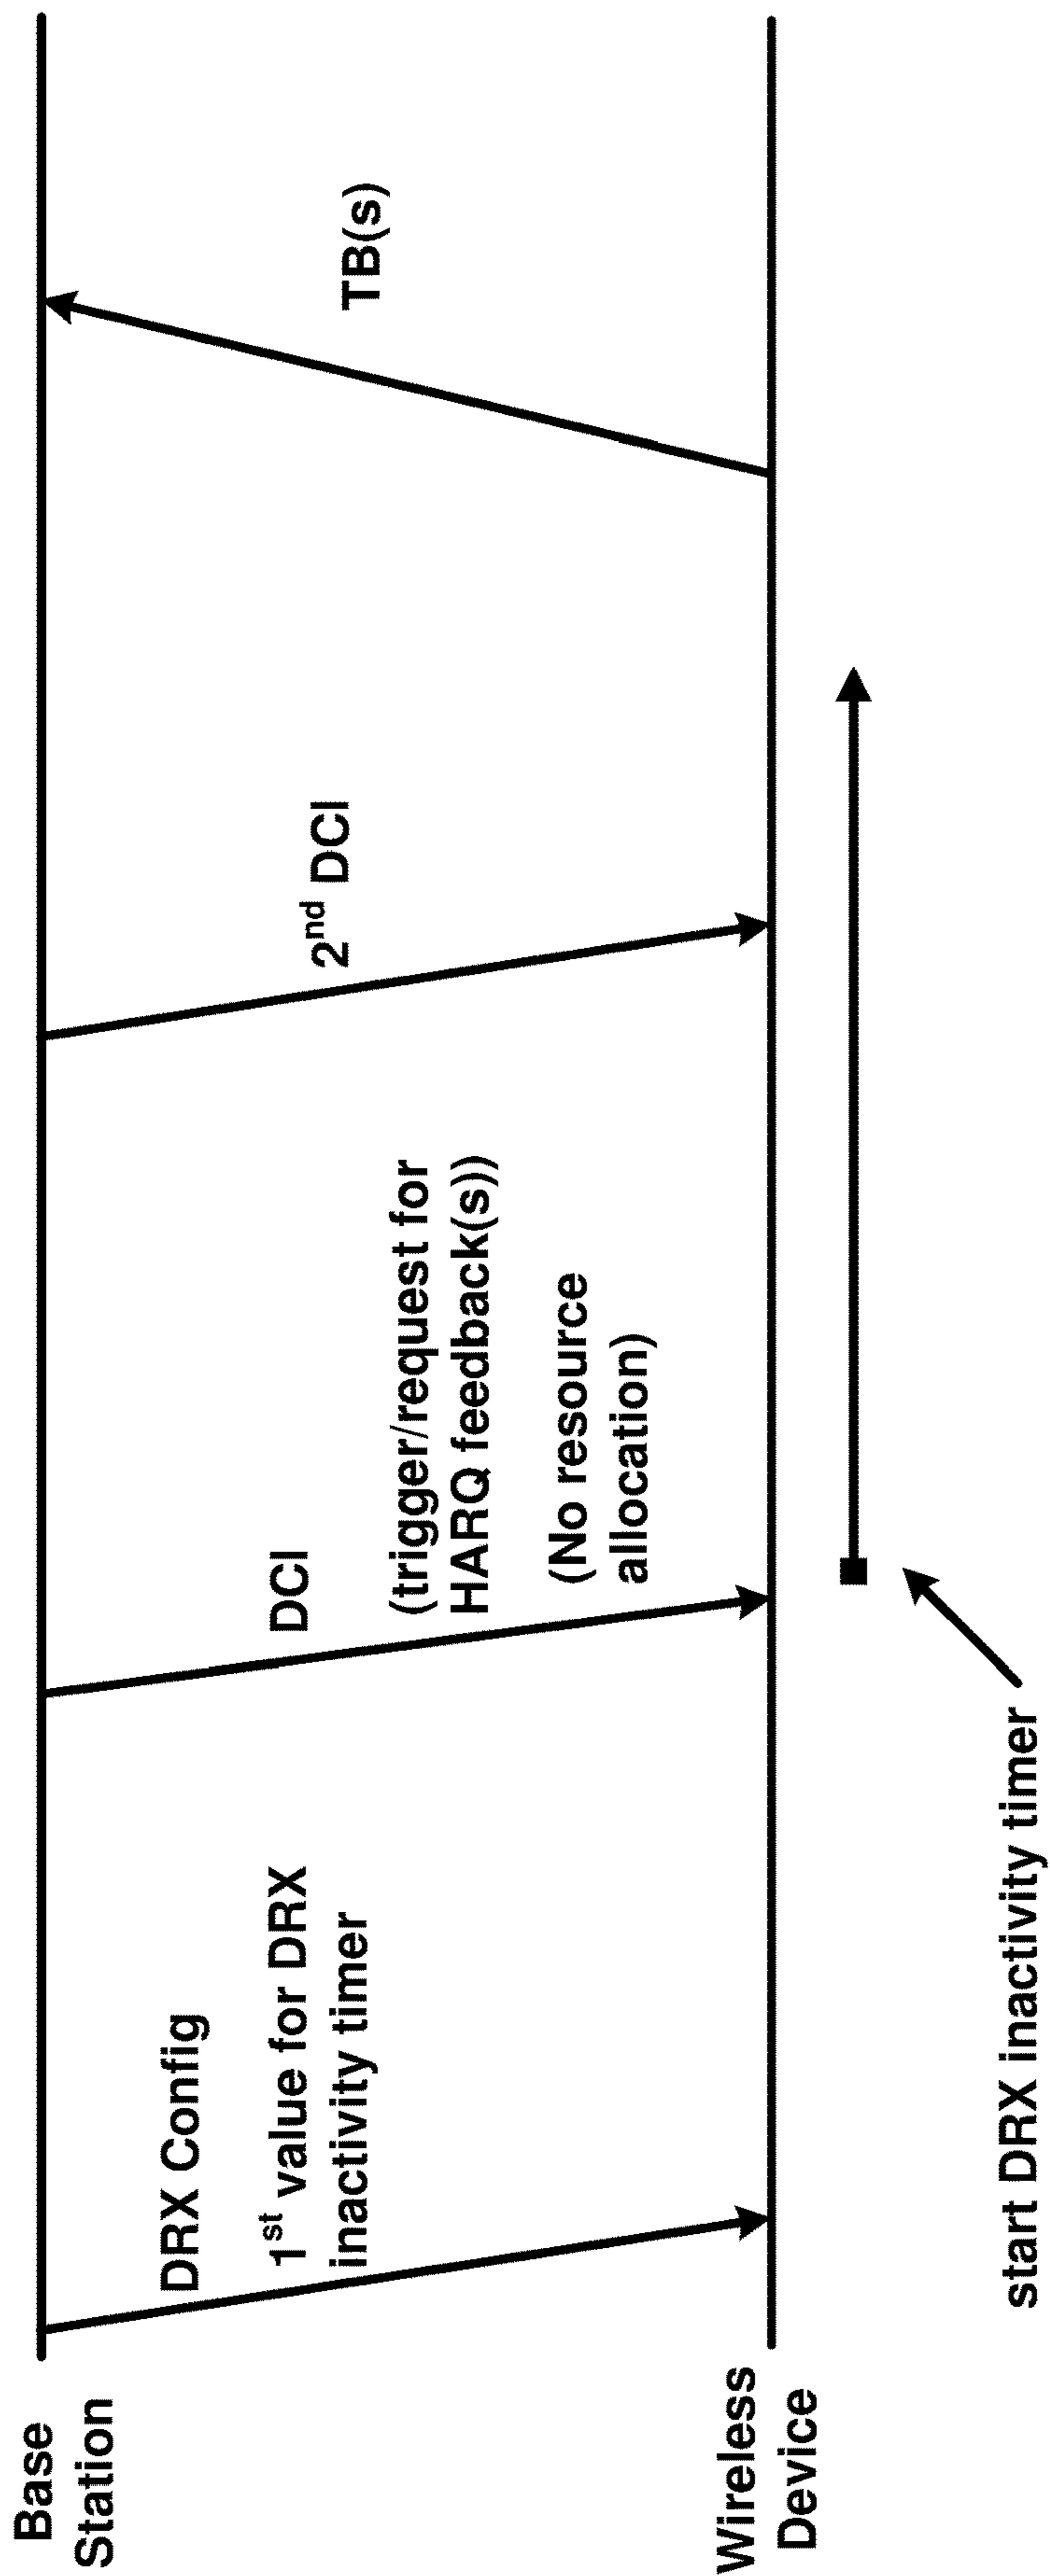 Base
Station
DRX Config
1st value for DRX
inactivity timer
DCI
(trigger/request for
HARQ feedback(s))
(No resource
allocation)
2nd DCI
TB(s)
Wireless
Device
start DRX inactivity timer